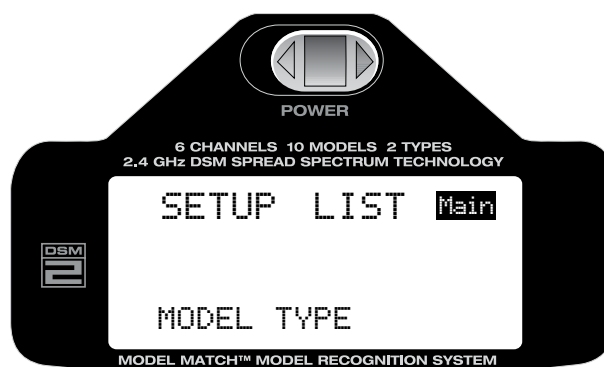 POWER
6 CHANNELS 10 MODELS 2 TYPES
2.4 GHz DSM SPREAD SPECTRUM TECHNOLOGY
SETUP LIST Main
DSM
2
MODEL TYPE
MODEL MATCH™ MODEL RECOGNITION SYSTEM